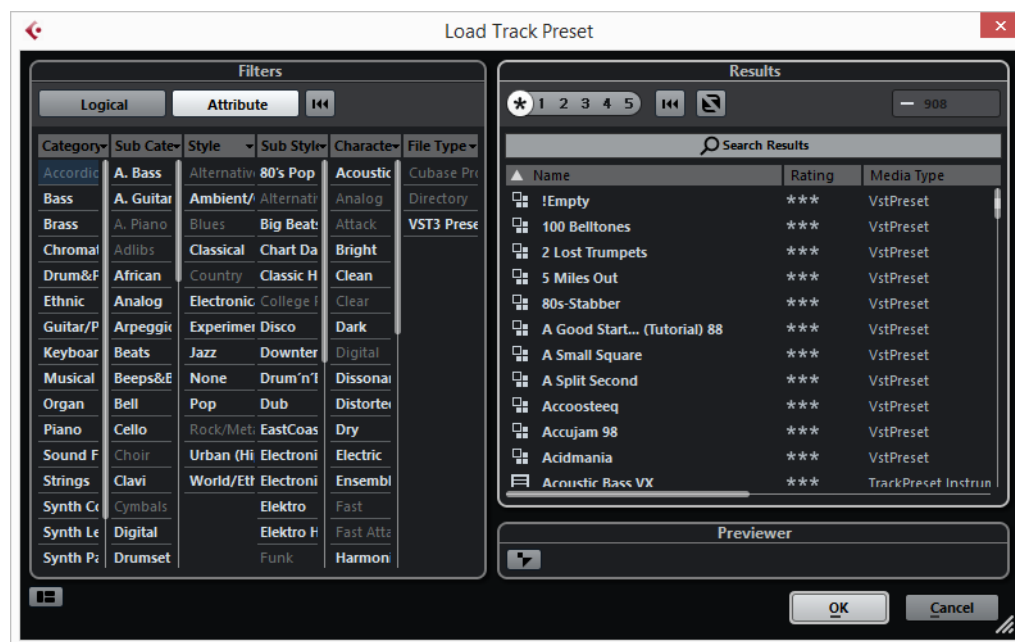 Load Track Preset
Filters
Logical Attribute
Category Sub Cate Style Sub Style Characte File Type
Accordic A. Bass Alternativ 80's Pop Acoustic Cubase Pro
Bass A. Guitar Ambient/ Alternati Analog Directory
Brass A. Piano Blues Big Beat Attack VST3 Prese
Chromat Adlibs Classical Chart Da Bright
Drum&P African Country Classic H Clean
Ethnic Analog Electronic College Clear
Guitar/P Arpeggio Experimen Disco Dark
Keyboar Beats Jazz Downter Digital
Musical Beeps&B None Drum´n´B Dissonar
Organ Bell Pop Dub Distorte
Piano Cello Rock/Meta EastCoas Dry
Sound F Choir Urban (Hi Electroni Electric
Strings Clavi World/Eth Electroni Ensembl
Synth Co Cymbals Elektro Fast
Synth Le Digital Elektro H Fast Atta
Synth Pa Drumset Funk Harmoni
Results
* 1 2 3 4 5 908
Search Results
Name Rating Media Type
!Empty *** VstPreset
100 Belltones *** VstPreset
2 Lost Trumpets *** VstPreset
5 Miles Out *** VstPreset
80s-Stabber *** VstPreset
A Good Start... (Tutorial) 88 *** VstPreset
A Small Square *** VstPreset
A Split Second *** VstPreset
Accoosteeq *** VstPreset
Accujam 98 *** VstPreset
Acidmania *** VstPreset
Acoustic Bass VX *** TrackPreset Instrun
Previewer
OK Cancel